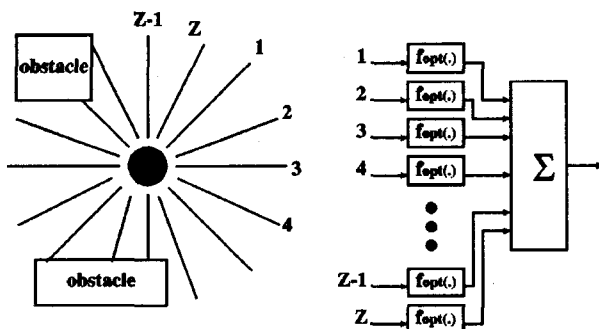 Z-1
Z
1
2
3
4
obstacle
obstacle
1
fopt(.)
2
fopt(.)
3
fopt(.)
4
fopt(.)
Z-1
fopt(.)
Z
fopt(.)
Σ